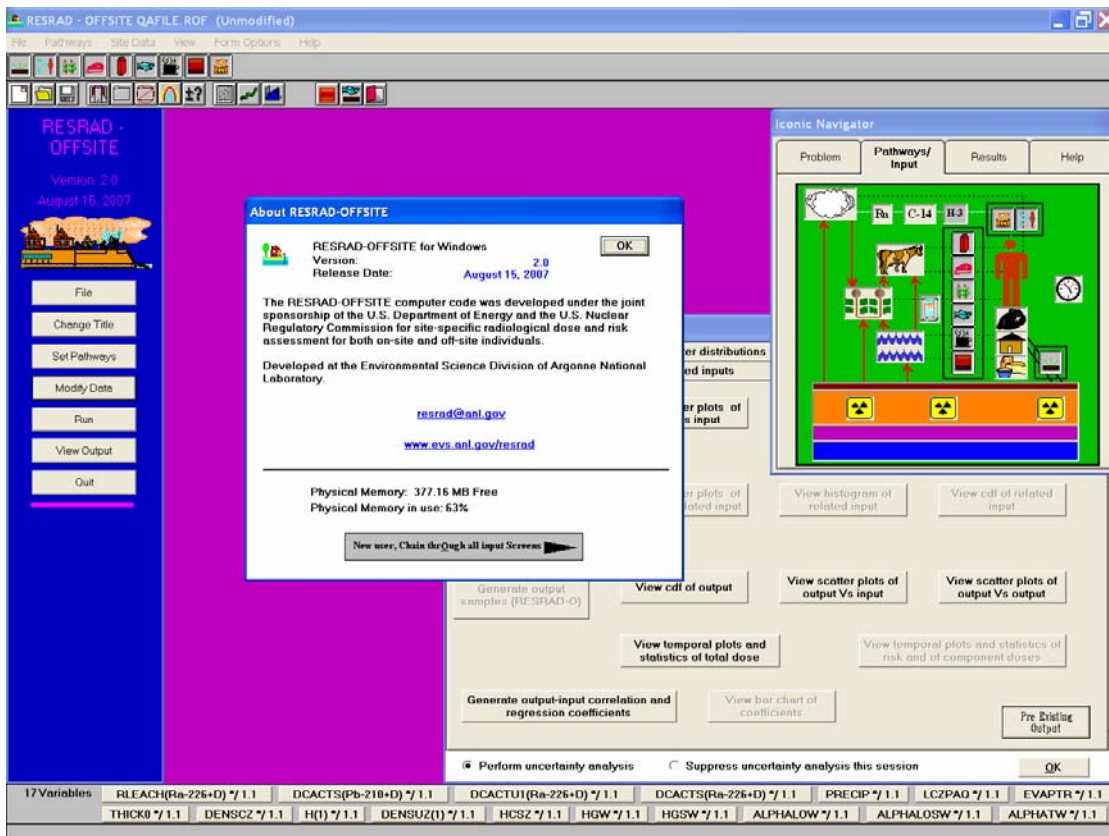 RESRAD - OFFSITE QAFILE.ROF (Unmodified)
File Pathways Site Data View Form Options Help
RESRAD -
OFFSITE
Version 2.0
August 15, 2007
File
Change Title
Set Pathways
Modify Data
Run
View Output
Quit
About RESRAD-OFFSITE
RESRAD-OFFSITE for Windows
OK
Version: 2.0
Release Date: August 15, 2007
The RESRAD-OFFSITE computer code was developed under the joint
sponsorship of the U.S. Department of Energy and the U.S. Nuclear
Regulatory Commission for site-specific radiological dose and risk
assessment for both on-site and off-site individuals.
Developed at the Environmental Science Division of Argonne National
Laboratory.
resrad@anl.gov
www.evs.anl.gov/resrad
Physical Memory: 377.16 MB Free
Physical Memory in use: 63%
New user, Chain thrOugh all input Screens
Iconic Navigator
Problem
Pathways/
Input
Results
Help
Rn C-14 H-3
er distributions
ed inputs
er plots of
s input
er plots of
lated input
View histogram of
related input
View cdf of related
input
Generate output
samples (RESRAD-O)
View cdf of output
View scatter plots of
output Vs input
View scatter plots of
output Vs output
View temporal plots and
statistics of total dose
View temporal plots and statistics of
risk and of component doses
Generate output-input correlation and
regression coefficients
View bar chart of
coefficients
Pre Existing
Output
Perform uncertainty analysis
Suppress uncertainty analysis this session
OK
17 Variables RLEACH(Ra-226+D) */ 1.1 DCACTS(Pb-210+D) */ 1.1 DCACTU1(Ra-226+D) */ 1.1 DCACTS(Ra-226+D) */ 1.1 PRECIP */ 1.1 LCZPAQ */ 1.1 EVAPTR */ 1.1
THICK0 */ 1.1 DENSCZ */ 1.1 H(1) */ 1.1 DENSUZ(1) */ 1.1 HCSZ */ 1.1 HGW */ 1.1 HGSW */ 1.1 ALPHALOW */ 1.1 ALPHALOSW */ 1.1 ALPHATW */ 1.1